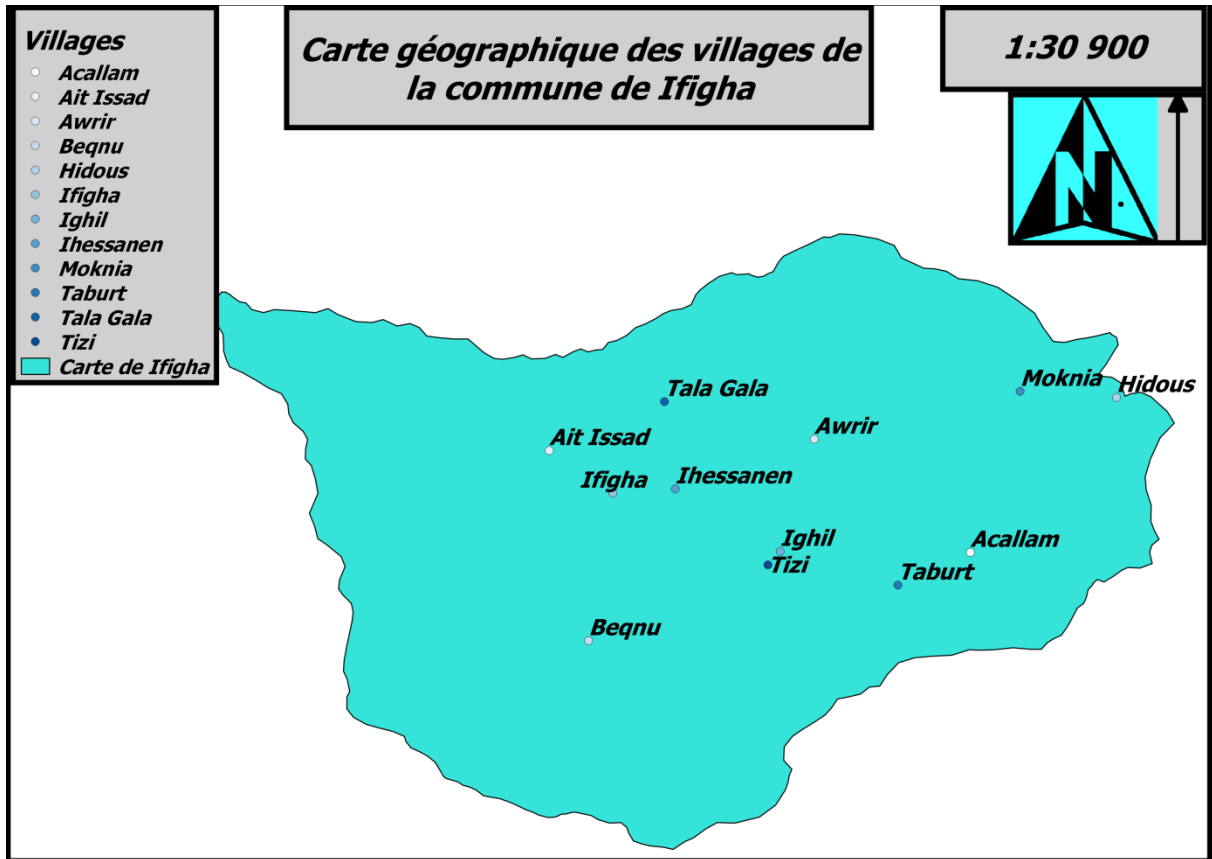 Villages
Acallam
Ait Issad
Awrir
Beqnu
Hidous
Ifigha
Ighil
Ihessanen
Moknia
Taburt
Tala Gala
Tizi
Carte de Ifigha
Carte géographique des villages de
la commune de Ifigha
1:30 900
N
Moknia
Hidous
Tala Gala
Awrir
Ait Issad
Ifigha
Ihessanen
Ighil
Acallam
Tizi
Taburt
Beqnu